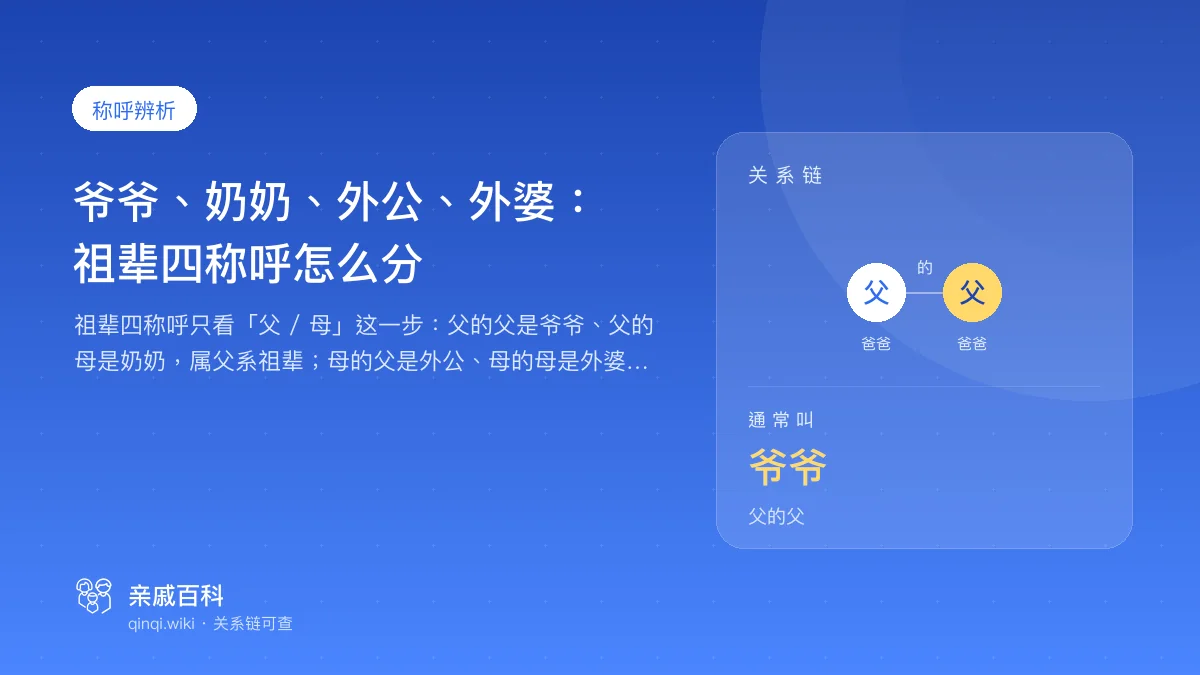 称呼辨析
爷爷、奶奶、外公、外婆：
祖辈四称呼怎么分
祖辈四称呼只看「父 / 母」这一步：父的父是爷爷、父的
母是奶奶，属父系祖辈；母的父是外公、母的母是外婆…
亲戚百科
qinqi.wiki · 关系链可查
关系链
父
的
父
爸爸
爸爸
通常叫
爷爷
父的父